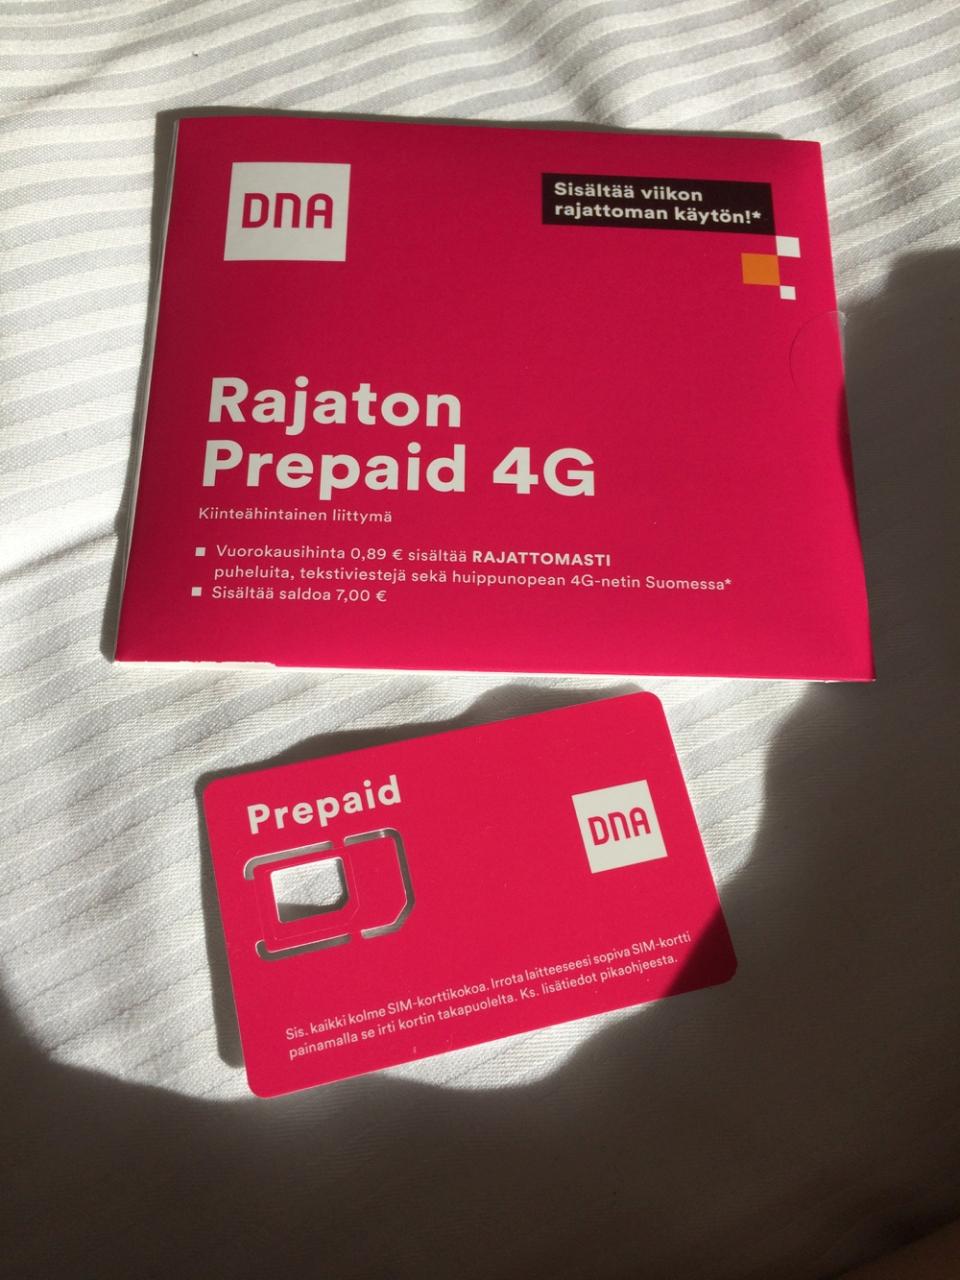 DNA
Sisältää viikon
rajattoman käytön!*
Rajaton
Prepaid 4G
Kiinteähintainen liittymä
Vuorokausihinta 0,89 € sisältää RAJATTOMASTI
puheluita, tekstiviestejä sekä huippunopean 4G-netin Suomessa*
Sisältää saldoa 7,00 €
Prepaid
DNA
Sis. kaikki kolme SIM-korttikokoa. Irrota laitteeseesi sopiva SIM-kortti
painamalla se irti kortin takapuolelta. Ks. lisätiedot pikaohjeesta.